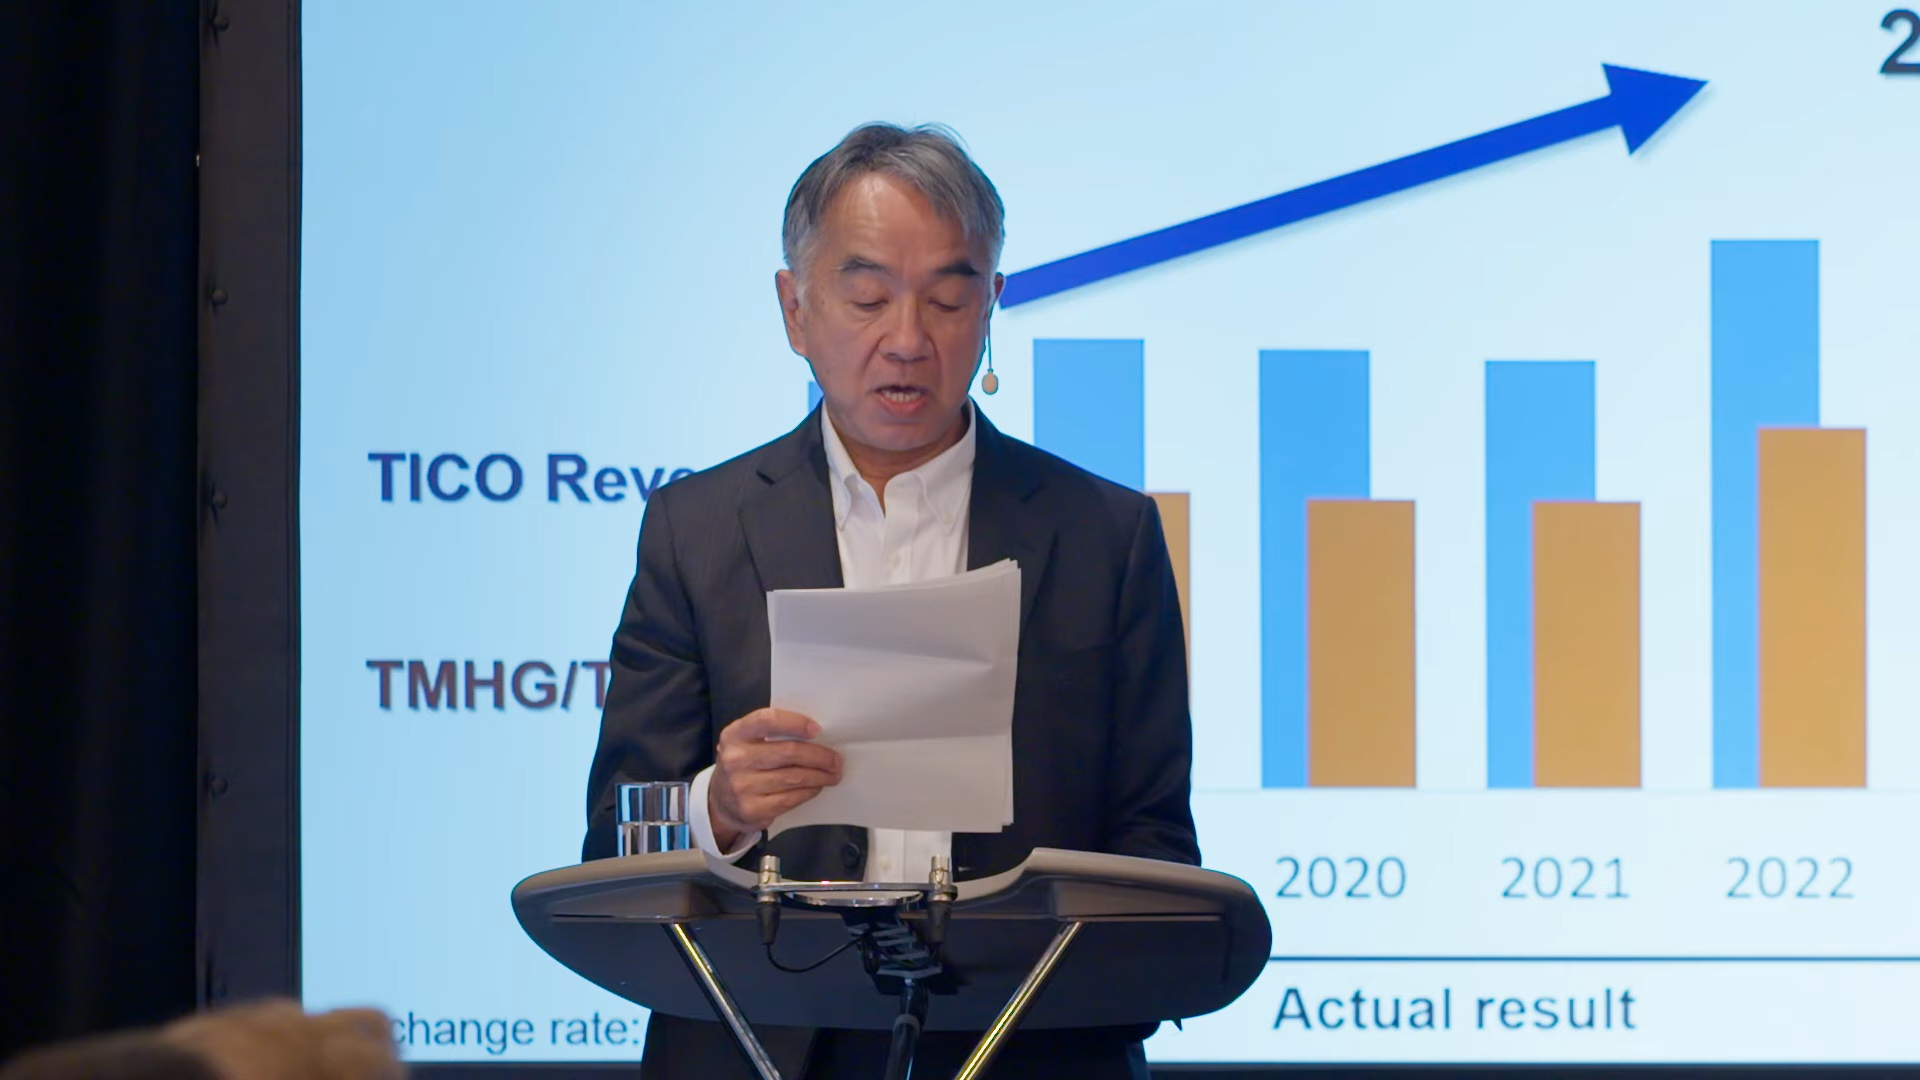 2
TICO Reve
TMHG/T
2020 2021 2022
Actual result
change rate: